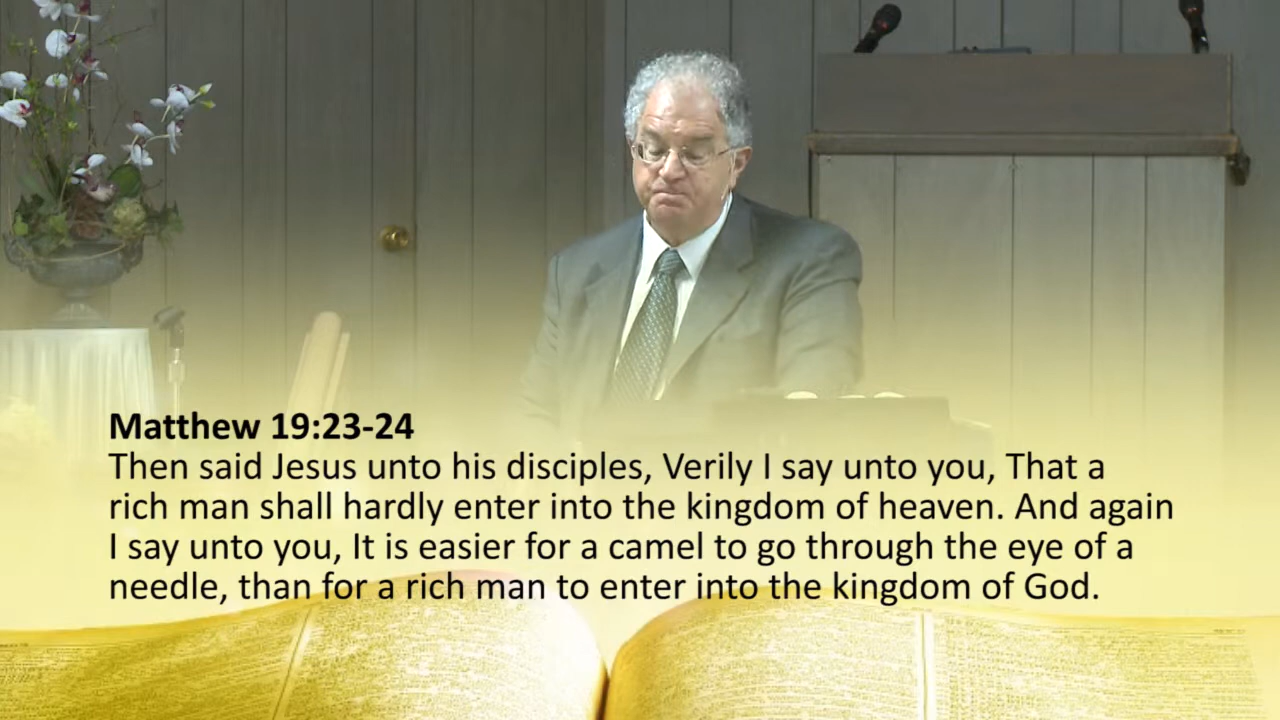 Matthew 19:23-24
Then said Jesus unto his disciples, Verily I say unto you, That a
rich man shall hardly enter into the kingdom of heaven. And again
I say unto you, It is easier for a camel to go through the eye of a
needle, than for a rich man to enter into the kingdom of God.